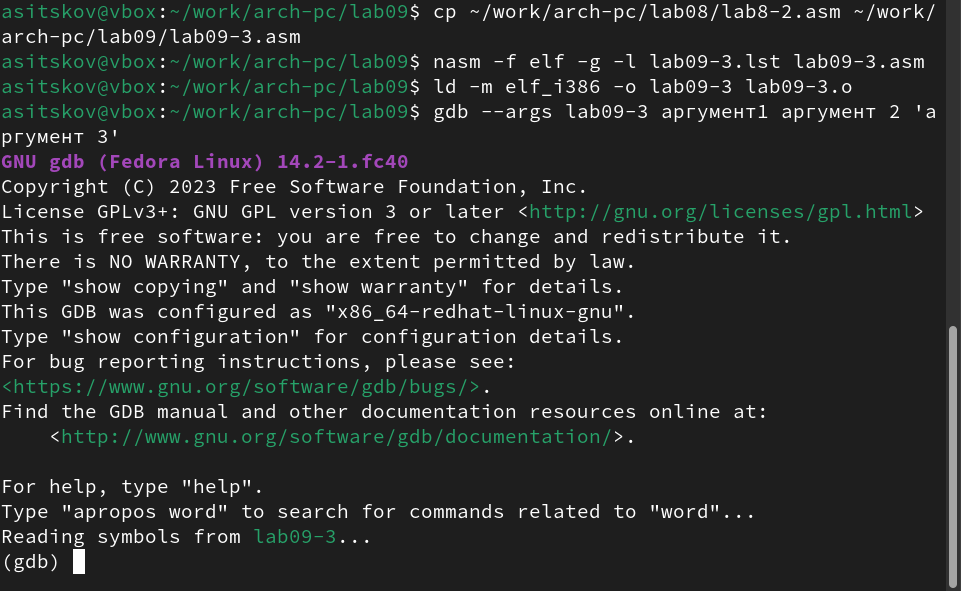 asitskov@vbox:~/work/arch-pc/lab09$ cp ~/work/arch-pc/lab08/lab8-2.asm ~/work/
arch-pc/lab09/lab09-3.asm
asitskov@vbox:~/work/arch-pc/lab09$ nasm -f elf -g -l lab09-3.lst lab09-3.asm
asitskov@vbox:~/work/arch-pc/lab09$ ld -m elf_i386 -o lab09-3 lab09-3.o
asitskov@vbox:~/work/arch-pc/lab09$ gdb --args lab09-3 аргумент1 аргумент 2 'а
ргумент 3'
GNU gdb (Fedora Linux) 14.2-1.fc40
Copyright (C) 2023 Free Software Foundation, Inc.
License GPLv3+: GNU GPL version 3 or later <http://gnu.org/licenses/gpl.html>
This is free software: you are free to change and redistribute it.
There is NO WARRANTY, to the extent permitted by law.
Type "show copying" and "show warranty" for details.
This GDB was configured as "x86_64-redhat-linux-gnu".
Type "show configuration" for configuration details.
For bug reporting instructions, please see:
<https://www.gnu.org/software/gdb/bugs/>.
Find the GDB manual and other documentation resources online at:
    <http://www.gnu.org/software/gdb/documentation/>.

For help, type "help".
Type "apropos word" to search for commands related to "word"...
Reading symbols from lab09-3...
(gdb)